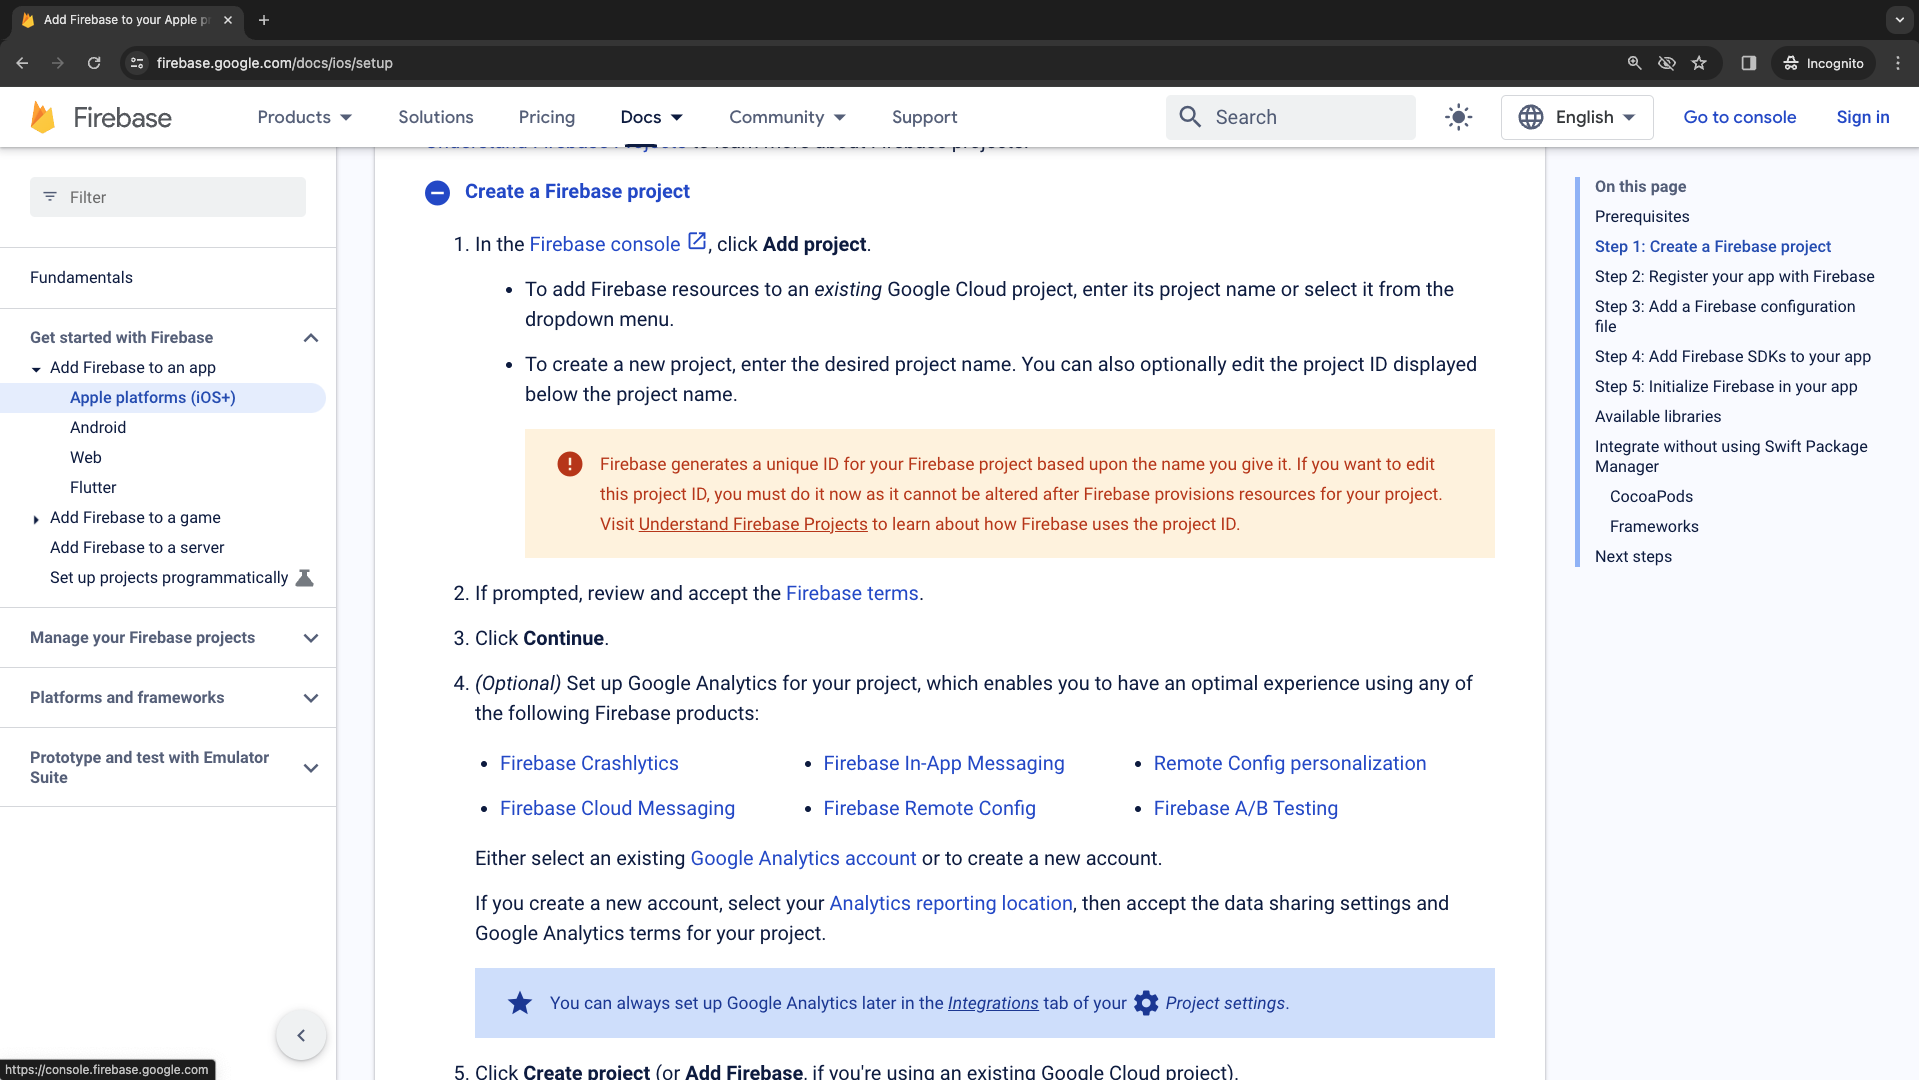 Add Firebase to your Apple p
firebase.google.com/docs/ios/setup
Incognito
Firebase
Products
Solutions
Pricing
Docs
Community
Support
Search
English
Go to console
Sign in
Filter
Fundamentals
Get started with Firebase
Add Firebase to an app
Apple platforms (iOS+)
Android
Web
Flutter
Add Firebase to a game
Add Firebase to a server
Set up projects programmatically
Manage your Firebase projects
Platforms and frameworks
Prototype and test with Emulator
Suite
Understand Firebase Projects to learn more about Firebase projects.
Create a Firebase project
1. In the Firebase console , click Add project.
• To add Firebase resources to an existing Google Cloud project, enter its project name or select it from the
dropdown menu.
• To create a new project, enter the desired project name. You can also optionally edit the project ID displayed
below the project name.
Firebase generates a unique ID for your Firebase project based upon the name you give it. If you want to edit
this project ID, you must do it now as it cannot be altered after Firebase provisions resources for your project.
Visit Understand Firebase Projects to learn about how Firebase uses the project ID.
2. If prompted, review and accept the Firebase terms.
3. Click Continue.
4. (Optional) Set up Google Analytics for your project, which enables you to have an optimal experience using any of
the following Firebase products:
• Firebase Crashlytics
• Firebase In-App Messaging
• Remote Config personalization
• Firebase Cloud Messaging
• Firebase Remote Config
• Firebase A/B Testing
Either select an existing Google Analytics account or to create a new account.
If you create a new account, select your Analytics reporting location, then accept the data sharing settings and
Google Analytics terms for your project.
You can always set up Google Analytics later in the Integrations tab of your Project settings.
5. Click Create project (or Add Firebase, if you're using an existing Google Cloud project).
On this page
Prerequisites
Step 1: Create a Firebase project
Step 2: Register your app with Firebase
Step 3: Add a Firebase configuration
file
Step 4: Add Firebase SDKs to your app
Step 5: Initialize Firebase in your app
Available libraries
Integrate without using Swift Package
Manager
CocoaPods
Frameworks
Next steps
https://console.firebase.google.com